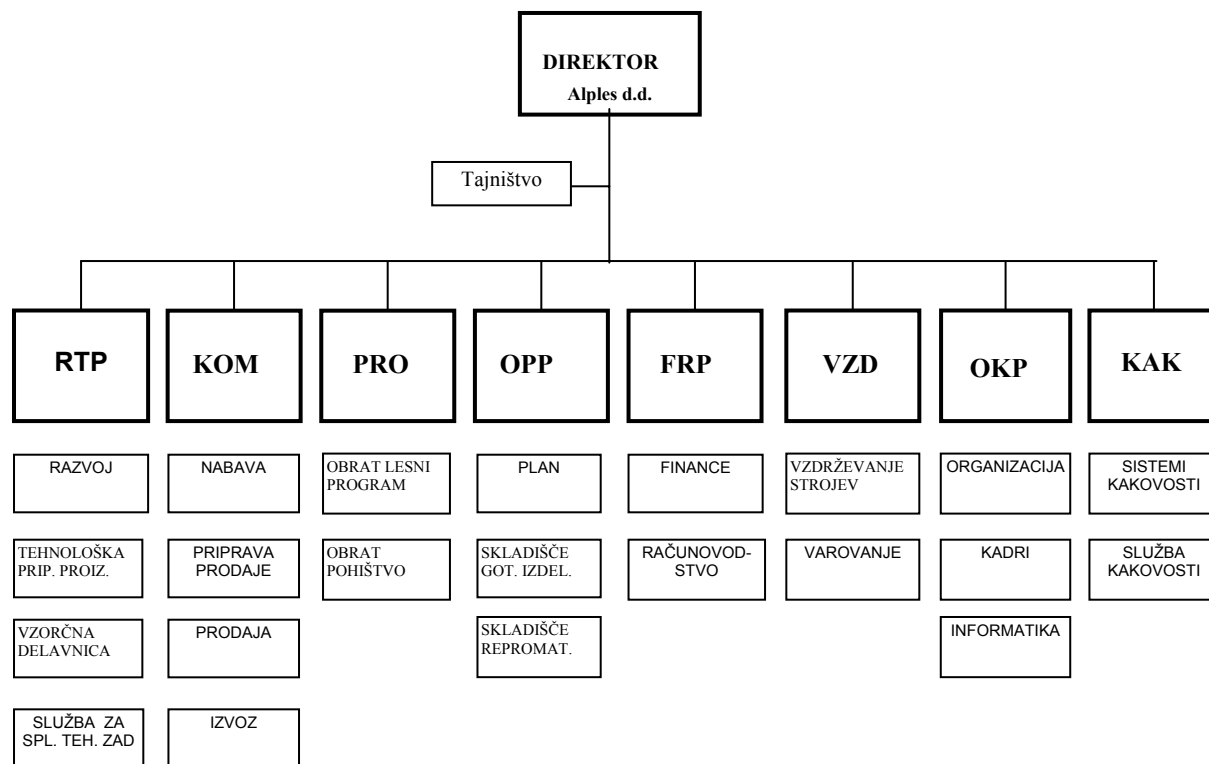 DIREKTOR
Alples d.d.
Tajništvo
RTP
KOM
PRO
OPP
FRP
VZD
OKP
KAK
RAZVOJ
NABAVA
OBRAT LESNI
PROGRAM
PLAN
FINANCE
VZDRŽEVANJE
STROJEV
ORGANIZACIJA
SISTEMI
KAKOVOSTI
TEHNOLOŠKA
PRIP. PROIZ.
PRIPRAVA
PRODAJE
OBRAT
POHIŠTVO
SKLADIŠČE
GOT. IZDEL.
RAČUNOVOD-
STVO
VAROVANJE
KADRI
SLUŽBA
KAKOVOSTI
VZORČNA
DELAVNICA
PRODAJA
SKLADIŠČE
REPROMAT.
INFORMATIKA
SLUŽBA ZA
SPL. TEH. ZAD
IZVOZ